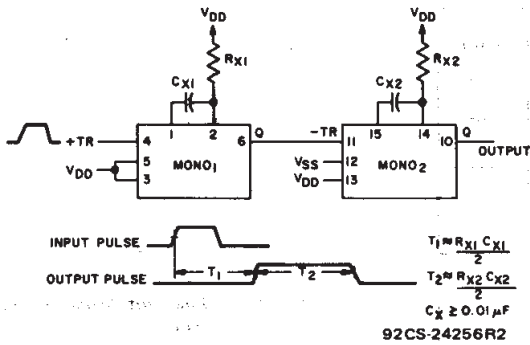 VDD VDD
RX1 RX2
CX1 CX2
1 2 15 14
+TR 4 6 Q -TR 11 10 Q OUTPUT
VDD 5 MONO1 VSS 12 MONO2
3 VDD 13
INPUT PULSE
T1 T2
OUTPUT PULSE
T1 ≈ RX1 CX1
2
T2 ≈ RX2 CX2
2
CX ≥ 0.01 μF
92CS-24256R2